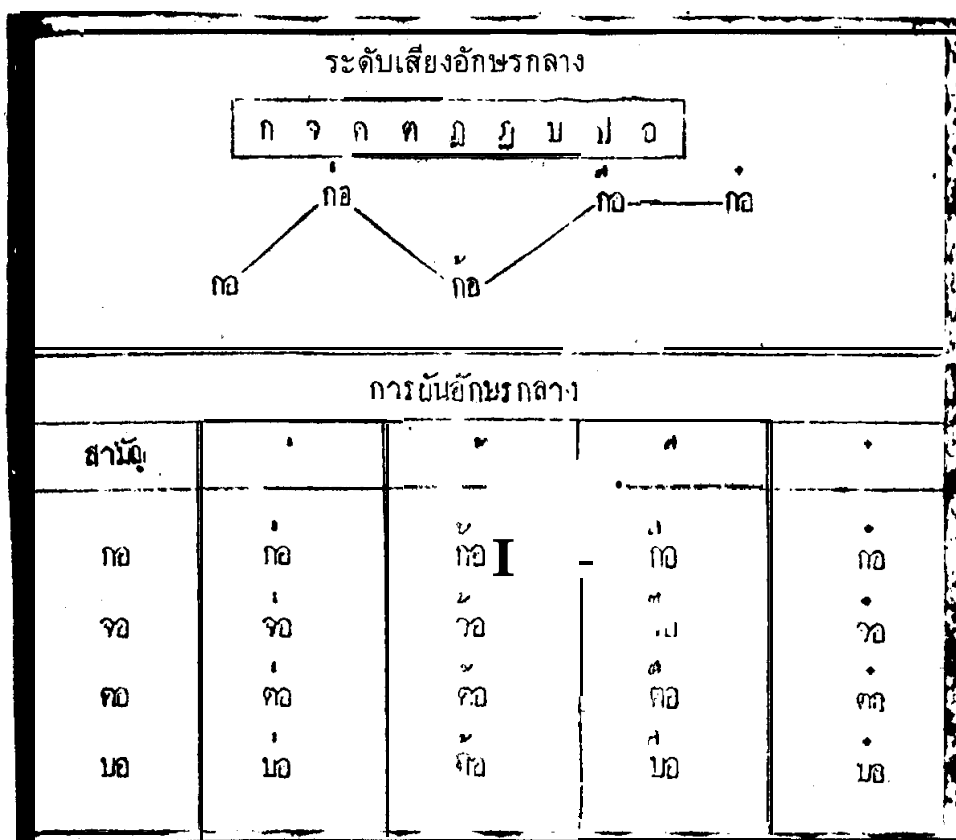 ระดับเสียงอักษรกลาง
ก จ ด ต ฎ ฏ บ ป อ
ก่อ ก๊อ ก๋อ
กอ ก้อ
การผันอักษรกลาง
สามัญ ่ ้ ๊ ๋
กอ ก่อ ก้อ ก๊อ ก๋อ
จอ จ่อ จ้อ จ๋อ
ตอ ต่อ ต้อ ต๊อ ต๋อ
บอ บ่อ บ้อ บ๊อ บ๋อ